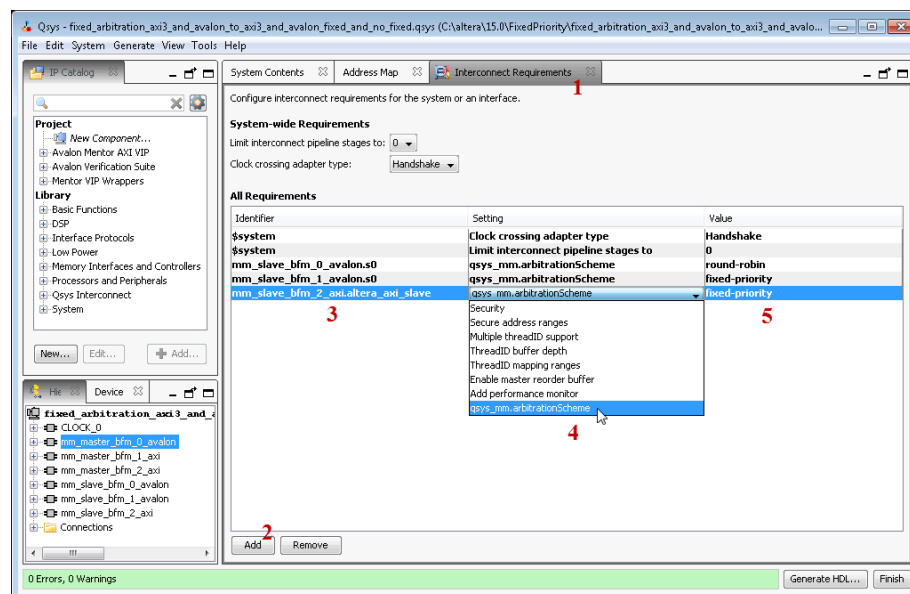 Qsys - fixed_arbitration_axi3_and_avalon_to_axi3_and_avalon_fixed_and_no_fixed.qsys (C:\altera\15.0\FixedPriority\fixed_arbitration_axi3_and_avalon_to_axi3_and_avalo...
File Edit System Generate View Tools Help
IP Catalog
System Contents Address Map Interconnect Requirements
1
Configure interconnect requirements for the system or an interface.
System-wide Requirements
Limit interconnect pipeline stages to: 0
Clock crossing adapter type: Handshake
All Requirements
Identifier Setting Value
$system Clock crossing adapter type Handshake
$system Limit interconnect pipeline stages to 0
mm_slave_bfm_0_avalon.s0 qsys_mm.arbitrationScheme round-robin
mm_slave_bfm_1_avalon.s0 qsys_mm.arbitrationScheme fixed-priority
mm_slave_bfm_2_axi.altera_axi_slave qsys_mm.arbitrationScheme fixed-priority
3
5
Security
Secure address ranges
Multiple threadID support
ThreadID buffer depth
ThreadID mapping ranges
Enable master reorder buffer
Add performance monitor
qsys_mm.arbitrationScheme
4
Project
New Component...
Avalon Mentor AXI VIP
Avalon Verification Suite
Mentor VIP Wrappers
Library
Basic Functions
DSP
Interface Protocols
Low Power
Memory Interfaces and Controllers
Processors and Peripherals
Qsys Interconnect
System
New... Edit... Add...
Hie Device
fixed_arbitration_axi3_and_a
CLOCK_0
mm_master_bfm_0_avalon
mm_master_bfm_1_axi
mm_master_bfm_2_axi
mm_slave_bfm_0_avalon
mm_slave_bfm_1_avalon
mm_slave_bfm_2_axi
Connections
2
Add Remove
0 Errors, 0 Warnings
Generate HDL... Finish